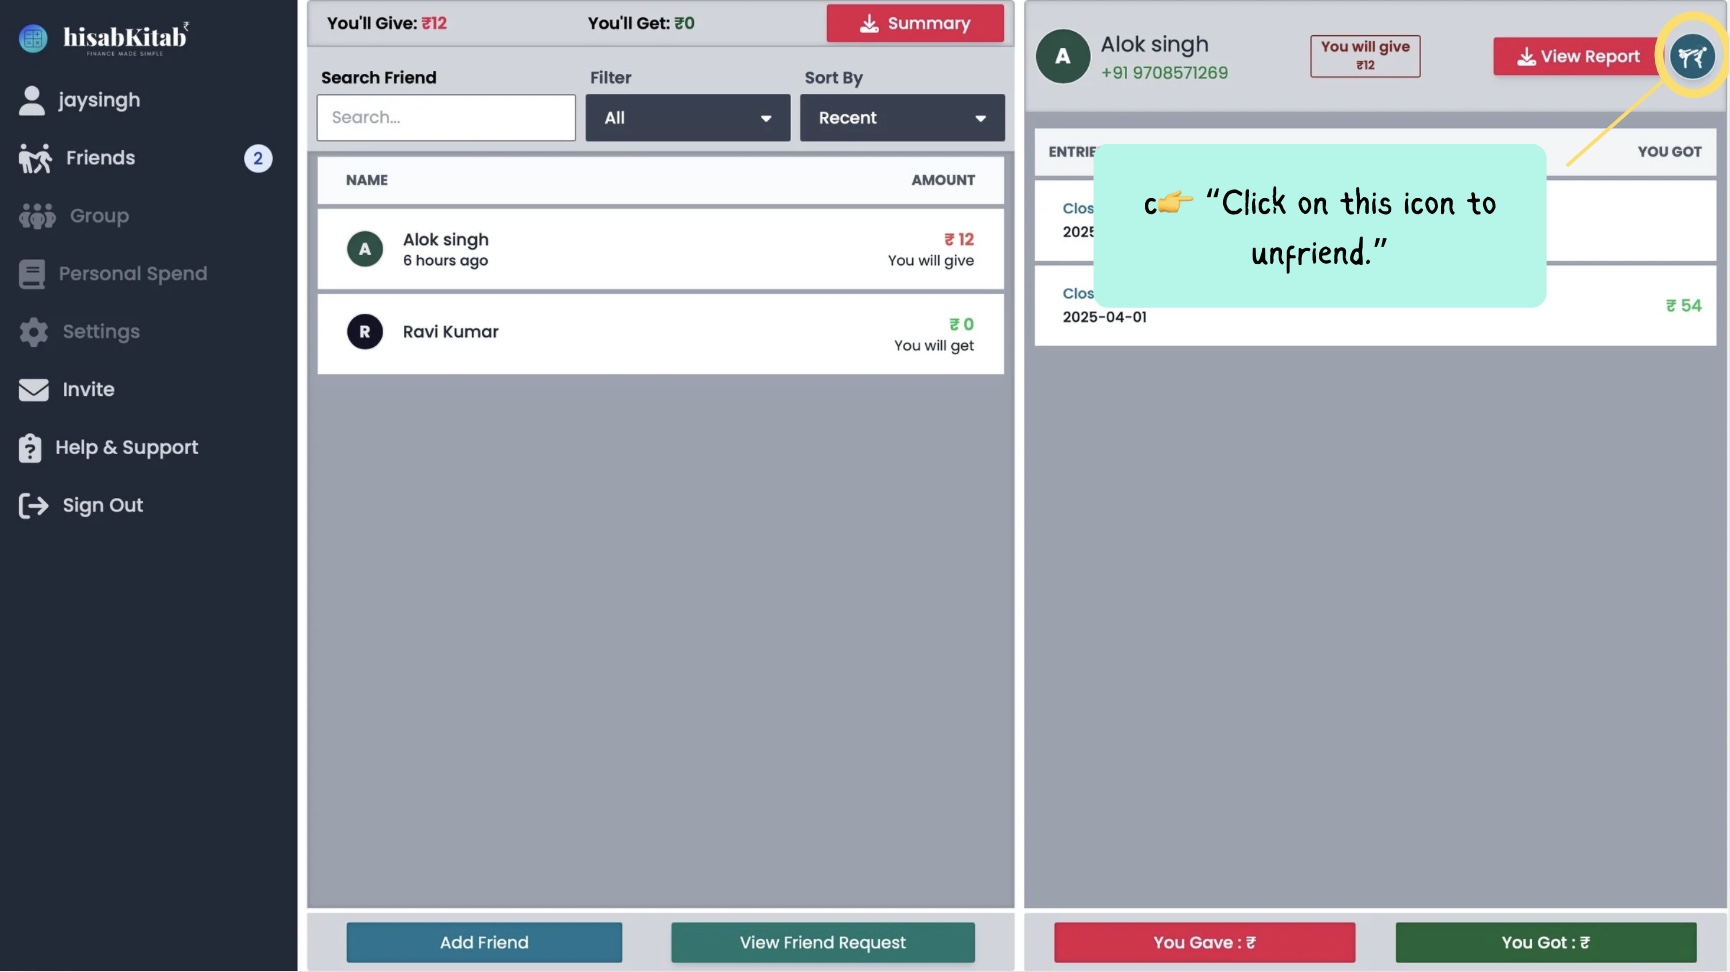 hisabKitab₹
FINANCE MADE SIMPLE
jaysingh
Friends 2
Group
Personal Spend
Settings
Invite
Help & Support
Sign Out
You'll Give: ₹12 You'll Get: ₹0 Summary
Search Friend Filter Sort By
Search... All Recent
NAME AMOUNT
A Alok singh ₹ 12
6 hours ago You will give
R Ravi Kumar ₹ 0
You will get
Add Friend View Friend Request
A Alok singh
+91 9708571269
You will give
₹12
View Report
YOU GOT
c👉 “Click on this icon to
unfriend.”
₹ 54
2025-04-01
You Gave : ₹ You Got : ₹